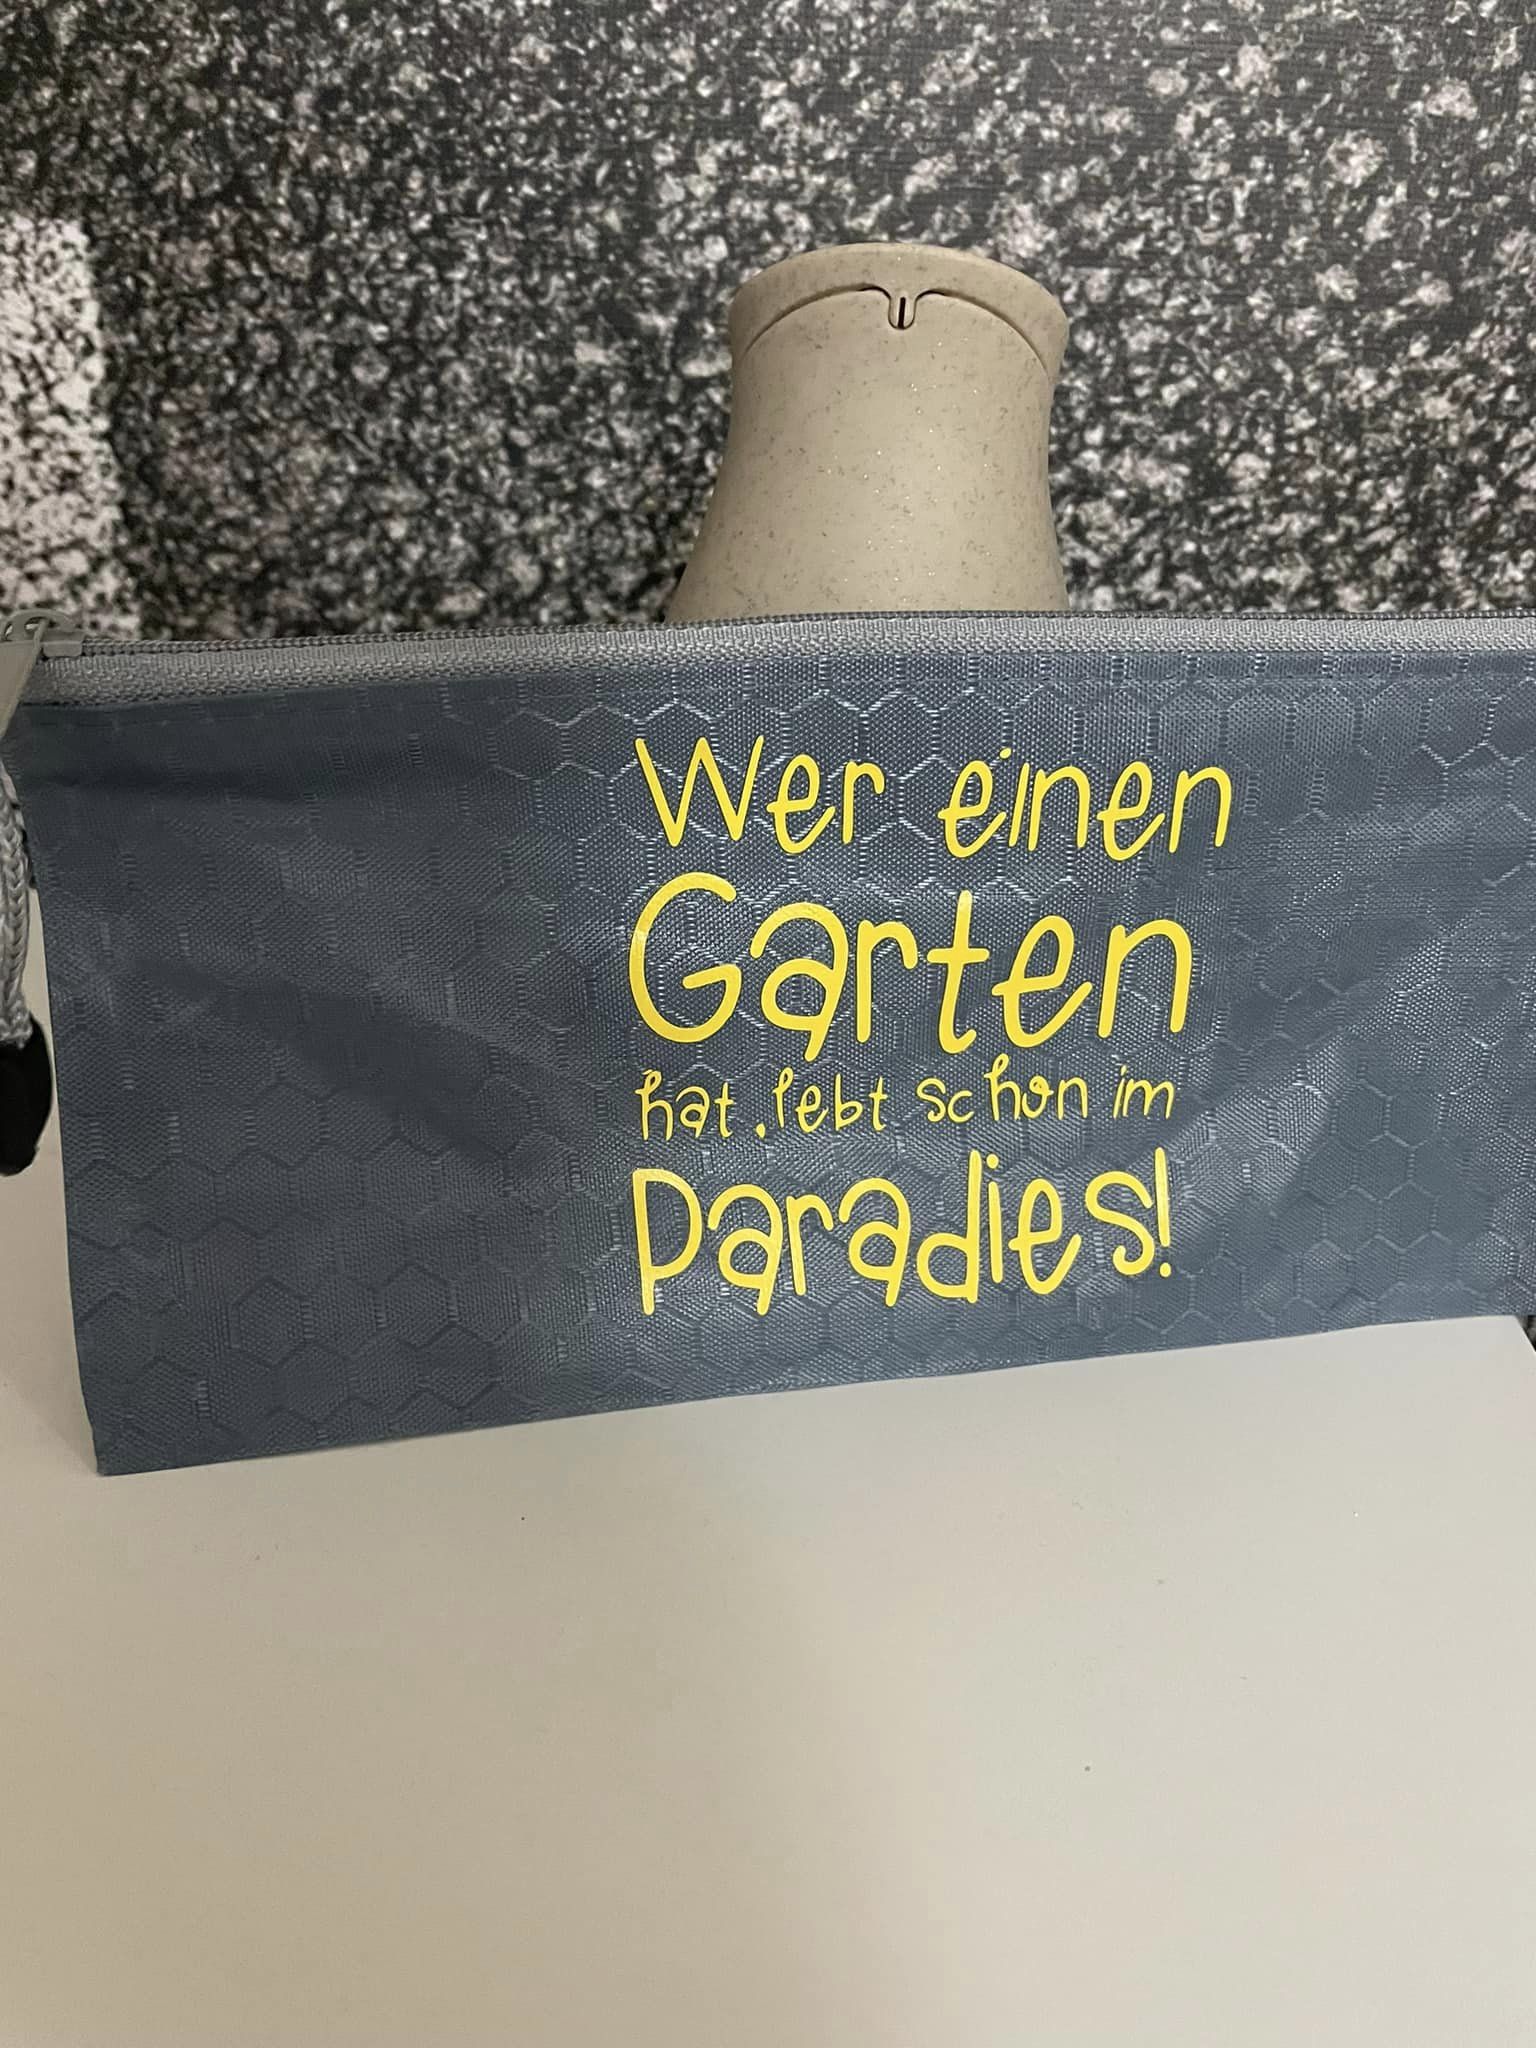 Wer einen
Garten
hat, lebt schon im
Paradies!